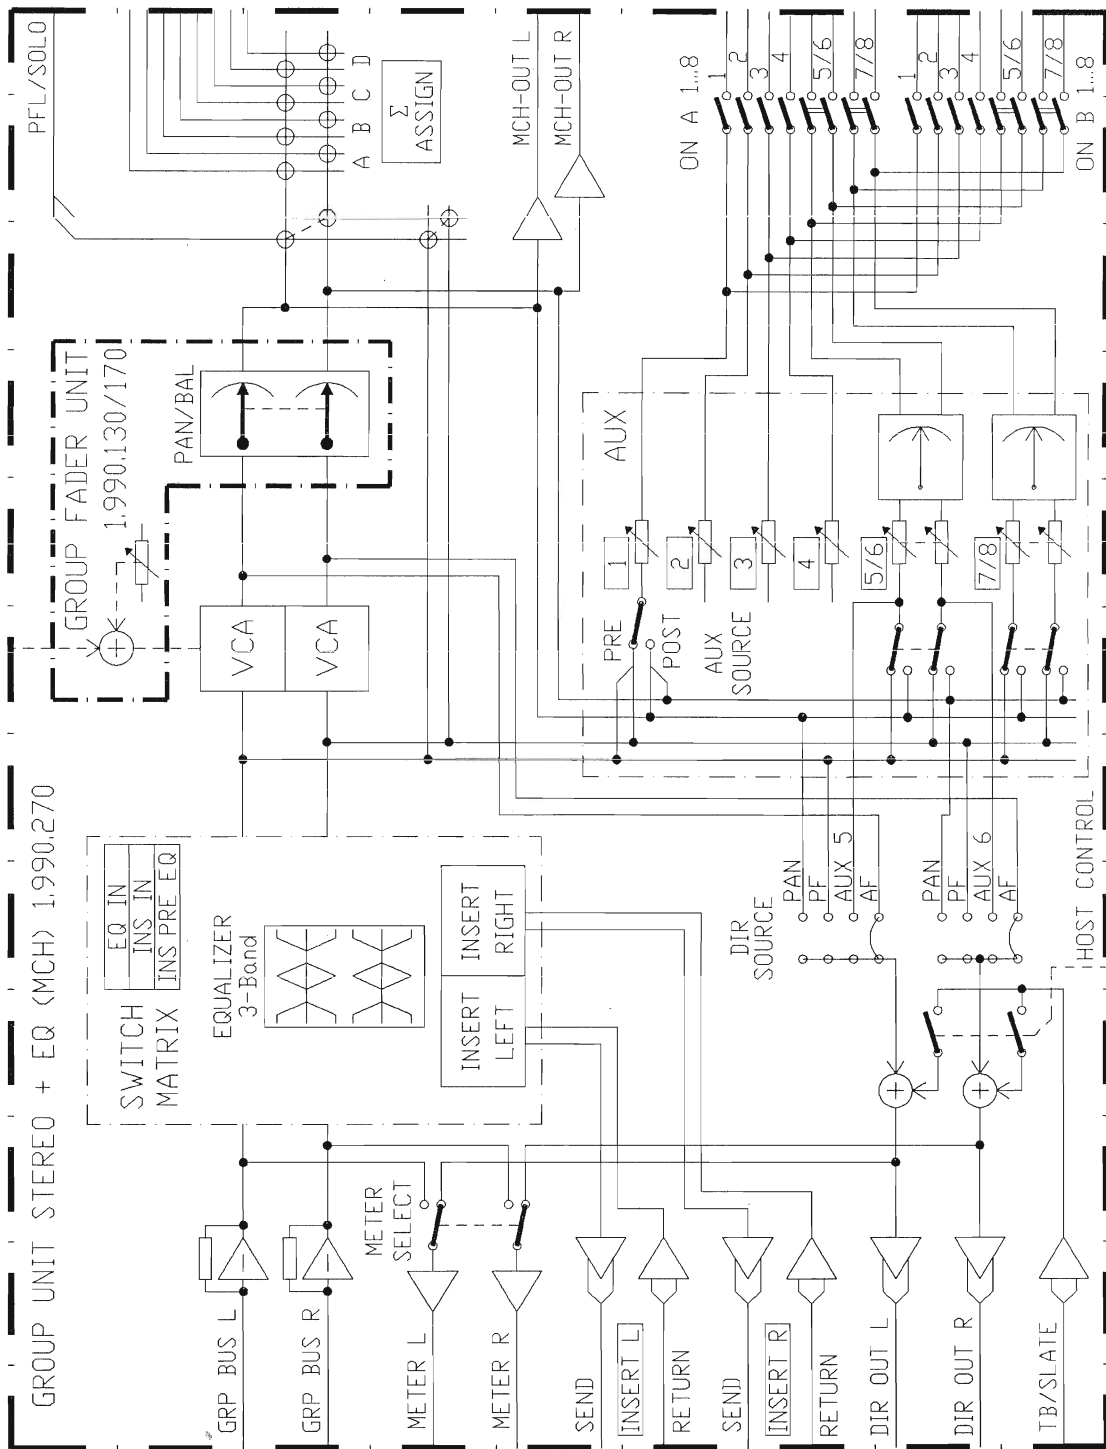 GROUP UNIT STEREO + EQ (MCH) 1.990.270
GROUP FADER UNIT
1.990.130/170
PFL/SOLO
SWITCH
MATRIX
EQ IN
INS IN
INS PRE EQ
EQUALIZER
3-Band
INSERT
LEFT
INSERT
RIGHT
VCA
VCA
PAN/BAL
A
B
C
D
Σ
ASSIGN
GRP BUS L
GRP BUS R
METER
SELECT
METER L
METER R
MCH-OUT L
MCH-OUT R
SEND
INSERT L
RETURN
SEND
INSERT R
RETURN
PRE
POST
AUX
SOURCE
AUX
1
2
3
4
5/6
7/8
ON A 1...8
1
2
3
4
5/6
7/8
1
2
3
4
5/6
7/8
ON B 1...8
DIR
SOURCE
PAN
PF
AUX 5
AF
PAN
PF
AUX 6
AF
DIR OUT L
DIR OUT R
TB/SLATE
HOST CONTROL